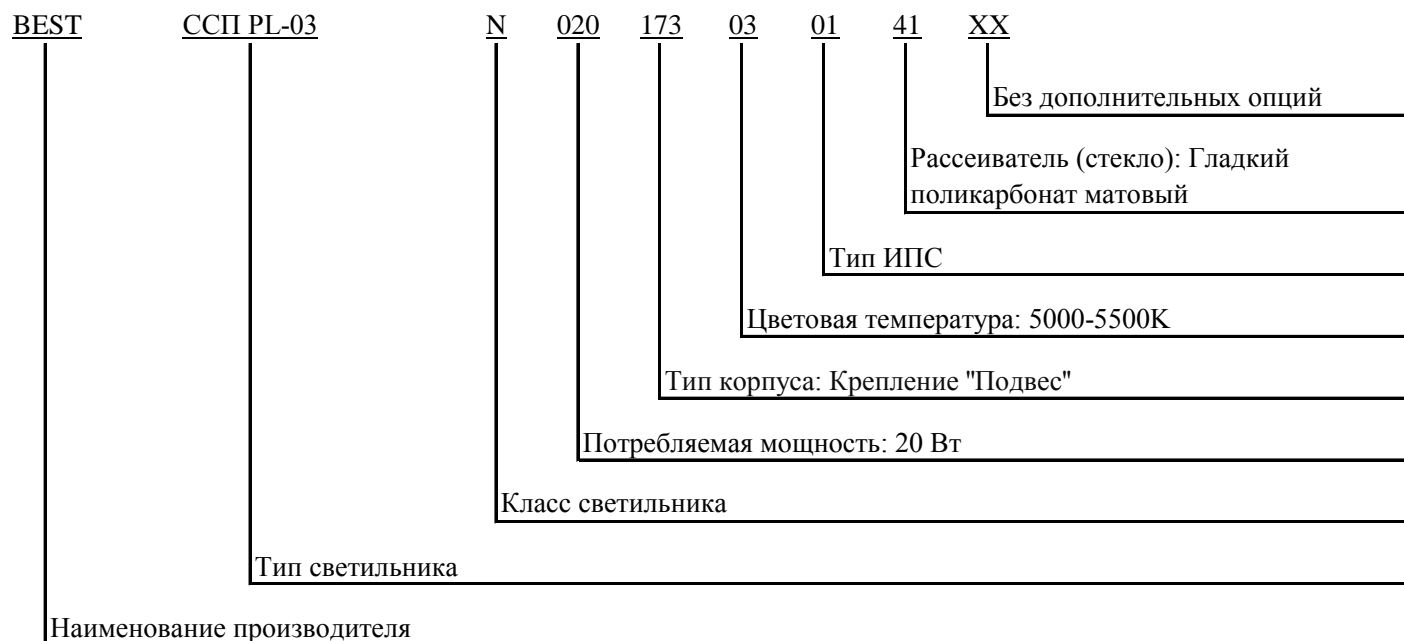 BEST ССП PL-03 N 020 173 03 01 41 XX
Без дополнительных опций
Рассеиватель (стекло): Гладкий
поликарбонат матовый
Тип ИПС
Цветовая температура: 5000-5500K
Тип корпуса: Крепление "Подвес"
Потребляемая мощность: 20 Вт
Класс светильника
Тип светильника
Наименование производителя